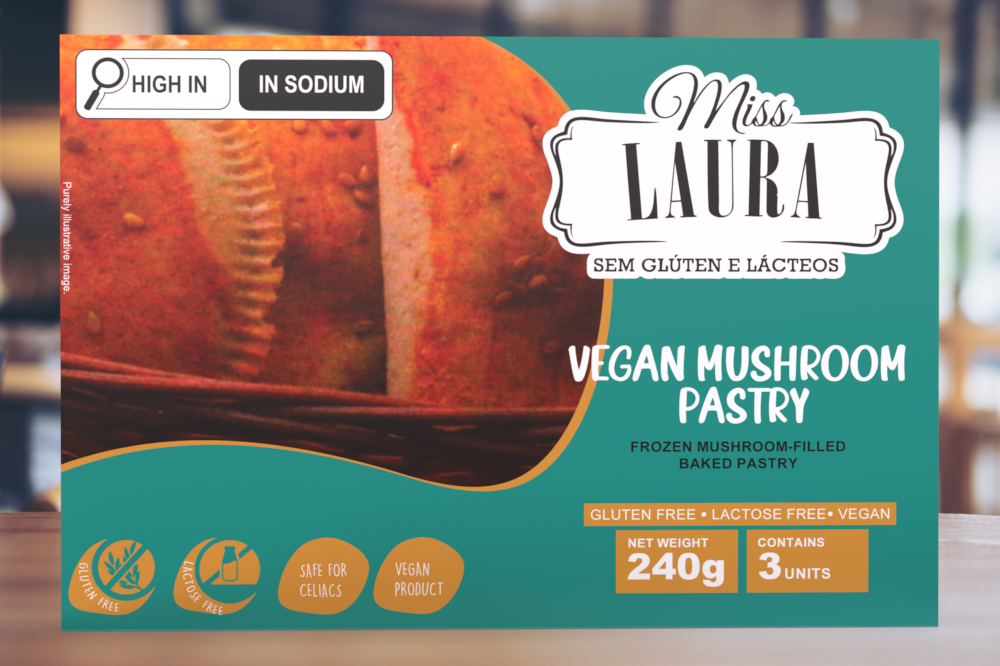 HIGH IN
IN SODIUM
Purely illustrative image.
Miss
LAURA
SEM GLÚTEN E LÁCTEOS
VEGAN MUSHROOM
PASTRY
FROZEN MUSHROOM-FILLED
BAKED PASTRY
GLUTEN FREE • LACTOSE FREE• VEGAN
NET WEIGHT
240g
CONTAINS
3 UNITS
GLUTEN FREE
LACTOSE FREE
SAFE FOR
CELIACS
VEGAN
PRODUCT